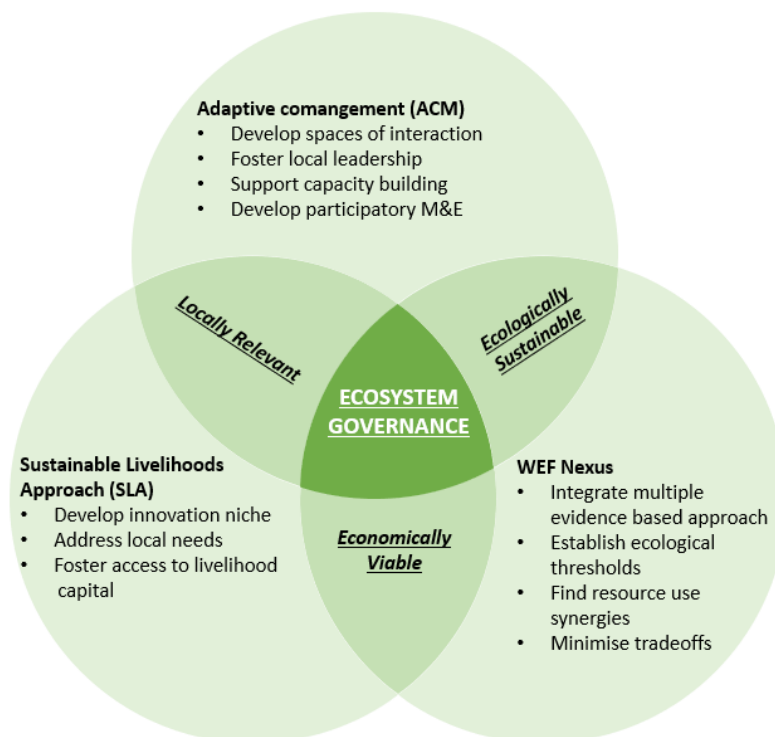 Adaptive comangement (ACM)
• Develop spaces of interaction
• Foster local leadership
• Support capacity building
• Develop participatory M&E
Locally Relevant
Ecologically
Sustainable
ECOSYSTEM
GOVERNANCE
Sustainable Livelihoods
Approach (SLA)
• Develop innovation niche
• Address local needs
• Foster access to livelihood
capital
Economically
Viable
WEF Nexus
• Integrate multiple
evidence based approach
• Establish ecological
thresholds
• Find resource use
synergies
• Minimise tradeoffs